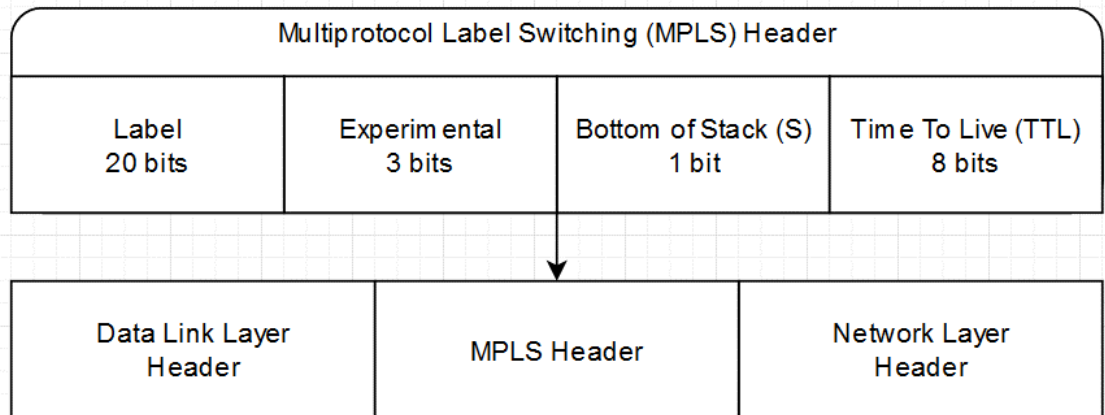 Multiprotocol Label Switching (MPLS) Header
Label
20 bits
Experimental
3 bits
Bottom of Stack (S)
1 bit
Time To Live (TTL)
8 bits
Data Link Layer
Header
MPLS Header
Network Layer
Header